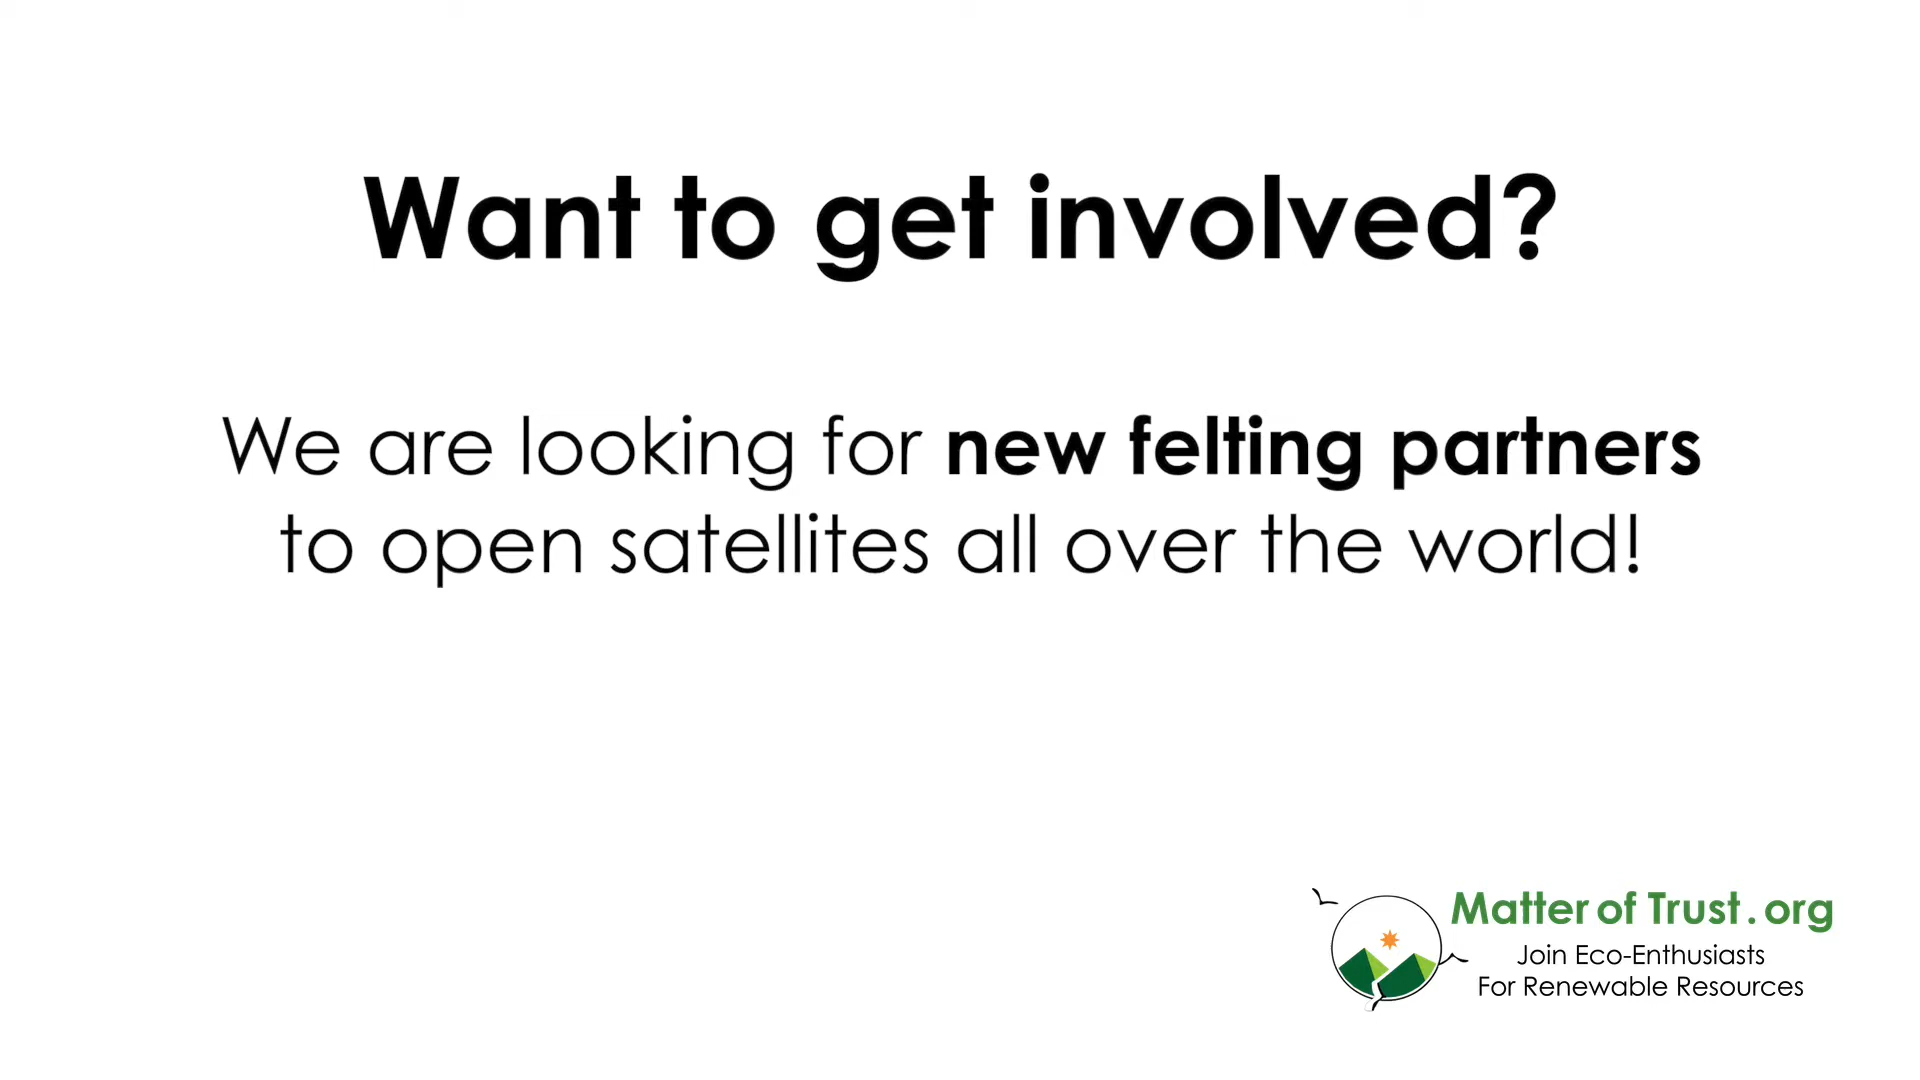 Want to get involved?
We are looking for new felting partners
to open satellites all over the world!
Matter of Trust.org
Join Eco-Enthusiasts
For Renewable Resources